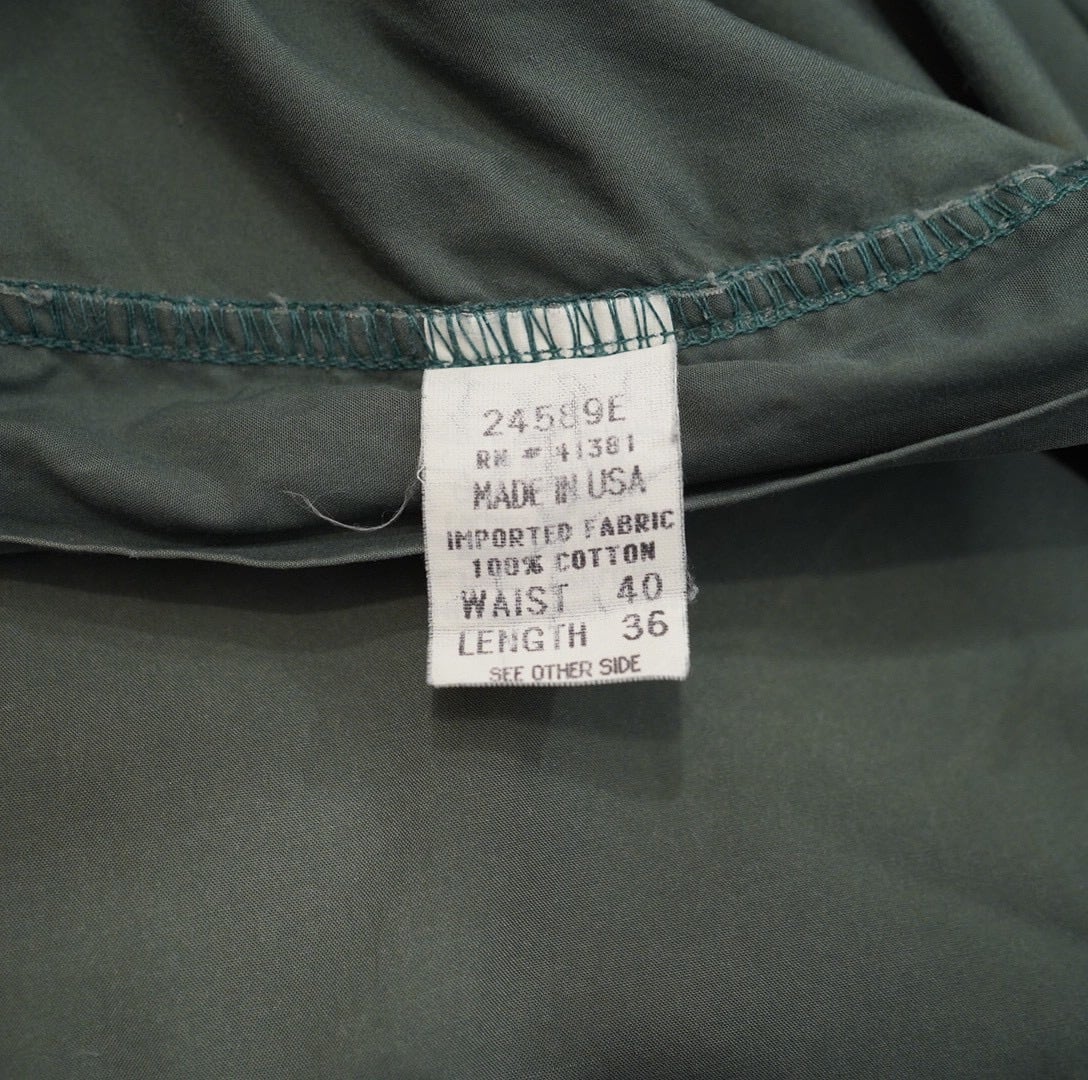 24589E
RN # 41381
MADE IN USA
IMPORTED FABRIC
100% COTTON
WAIST 40
LENGTH 36
SEE OTHER SIDE